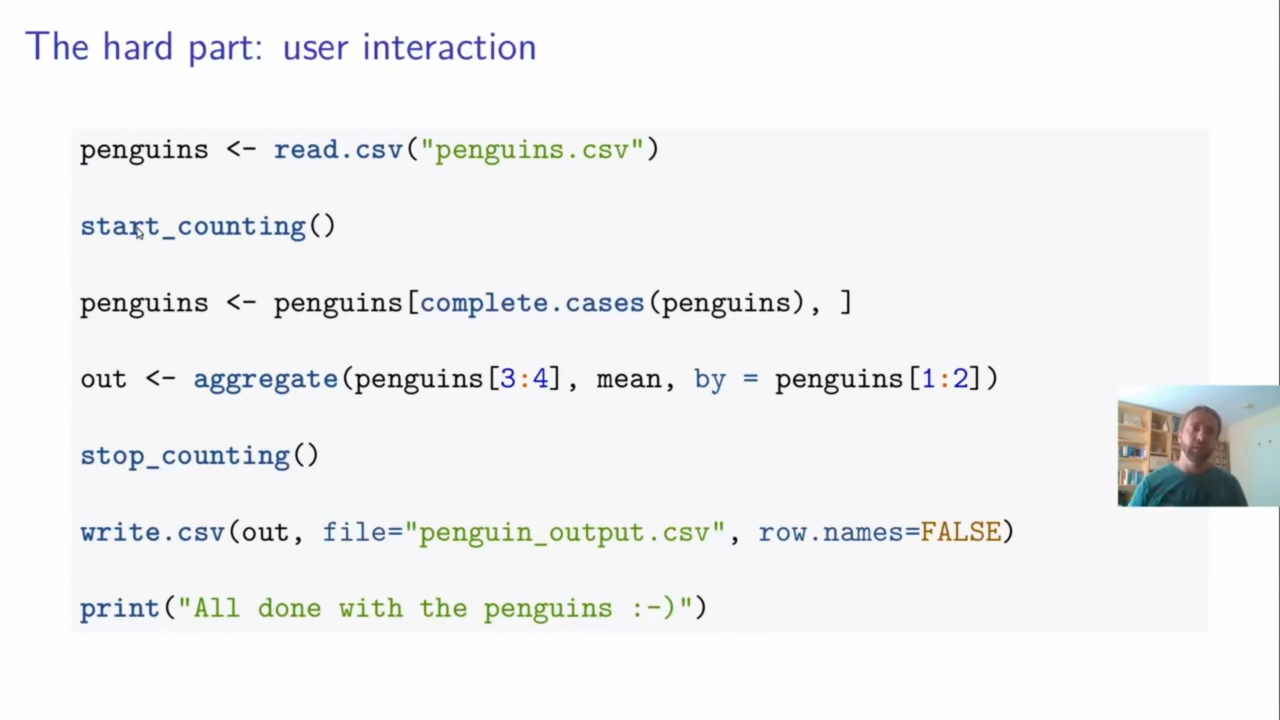 The hard part: user interaction
penguins <- read.csv("penguins.csv")
start_counting()
penguins <- penguins[complete.cases(penguins), ]
out <- aggregate(penguins[3:4], mean, by = penguins[1:2])
stop_counting()
write.csv(out, file="penguin_output.csv", row.names=FALSE)
print("All done with the penguins :-)")